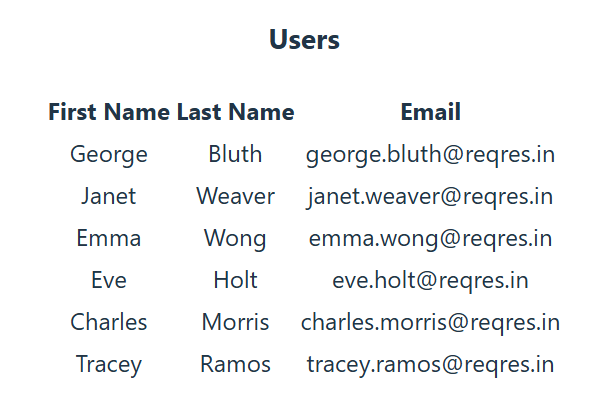 Users
First Name Last Name Email
George Bluth george.bluth@reqres.in
Janet Weaver janet.weaver@reqres.in
Emma Wong emma.wong@reqres.in
Eve Holt eve.holt@reqres.in
Charles Morris charles.morris@reqres.in
Tracey Ramos tracey.ramos@reqres.in